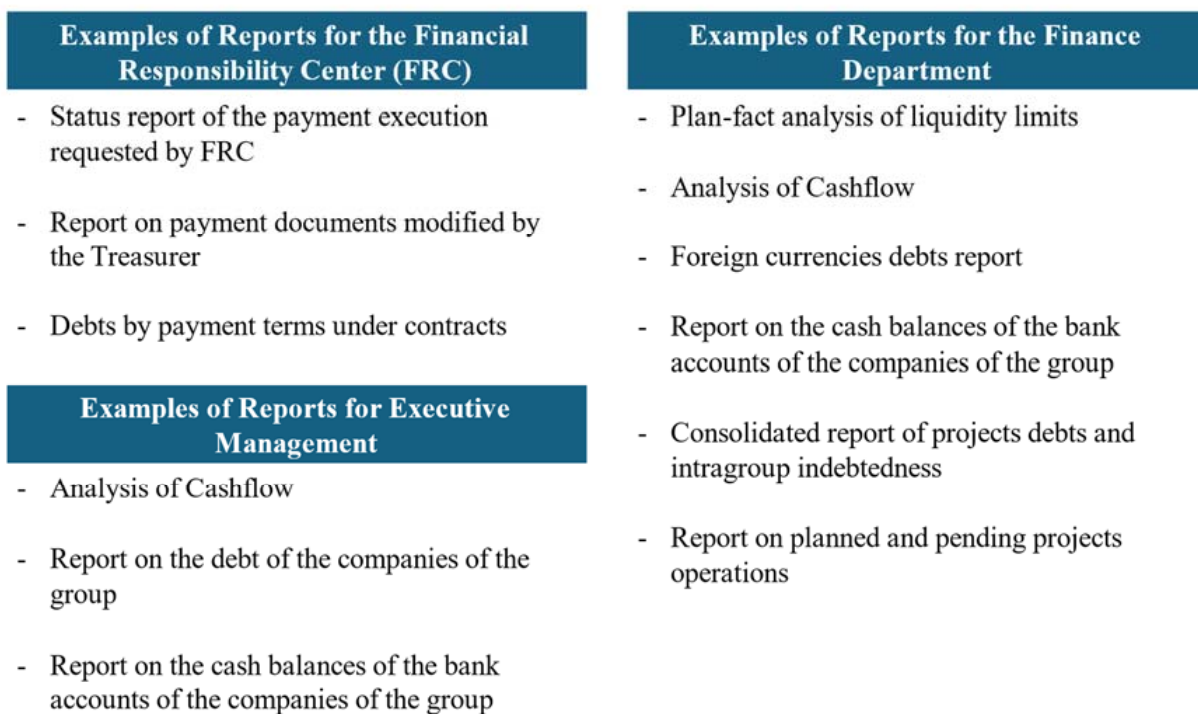 Examples of Reports for the Financial
Responsibility Center (FRC)
- Status report of the payment execution
requested by FRC
- Report on payment documents modified by
the Treasurer
- Debts by payment terms under contracts
Examples of Reports for Executive
Management
- Analysis of Cashflow
- Report on the debt of the companies of the
group
- Report on the cash balances of the bank
accounts of the companies of the group
Examples of Reports for the Finance
Department
- Plan-fact analysis of liquidity limits
- Analysis of Cashflow
- Foreign currencies debts report
- Report on the cash balances of the bank
accounts of the companies of the group
- Consolidated report of projects debts and
intragroup indebtedness
- Report on planned and pending projects
operations